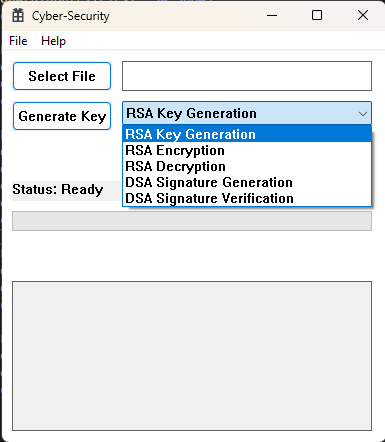 Cyber-Security
File Help
Select File
Generate Key RSA Key Generation
RSA Key Generation
RSA Encryption
RSA Decryption
DSA Signature Generation
Status: Ready
DSA Signature Verification